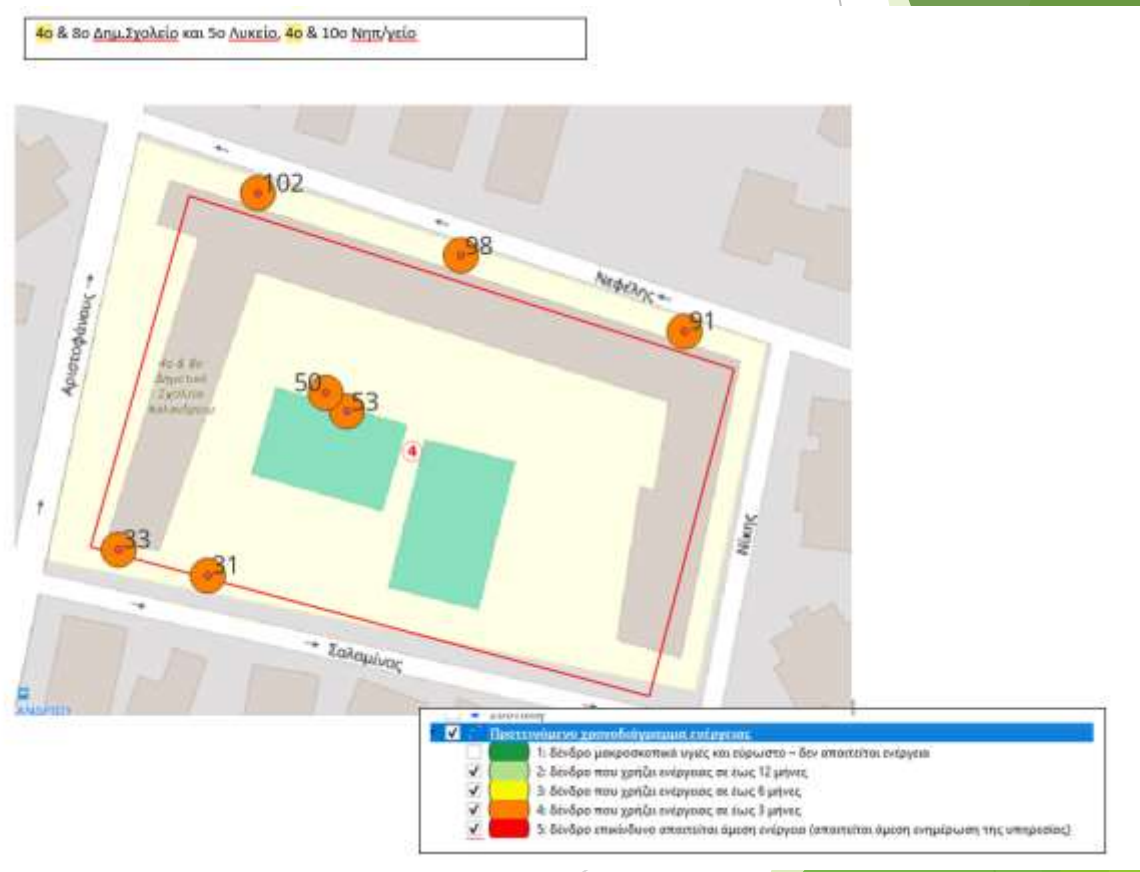 4ο & 8ο Δημ.Σχολείο και 5ο Λυκείο, 4ο & 10ο Νηπ/γείο
102
98
Νεφέλης
91
Αριστοφάνους
4ο & 8ο
Δημοτικό
Σχολείο
Χαλανδρίου
50
53
4
33
31
Νίκης
Σαλαμίνος
Προτεινόμενο χρονοδιάγραμμα ενέργειας
1: δένδρο μακροσκοπικά υγιές και εύρωστο – δεν απαιτείται ενέργεια
2: δένδρο που χρήζει ενέργειας σε έως 12 μήνες
3: δένδρο που χρήζει ενέργειας σε έως 6 μήνες
4: δένδρο που χρήζει ενέργειας σε έως 3 μήνες
5: δένδρο επικίνδυνο απαιτείται άμεση ενέργεια (απαιτείται άμεση ενημέρωση της υπηρεσίας)